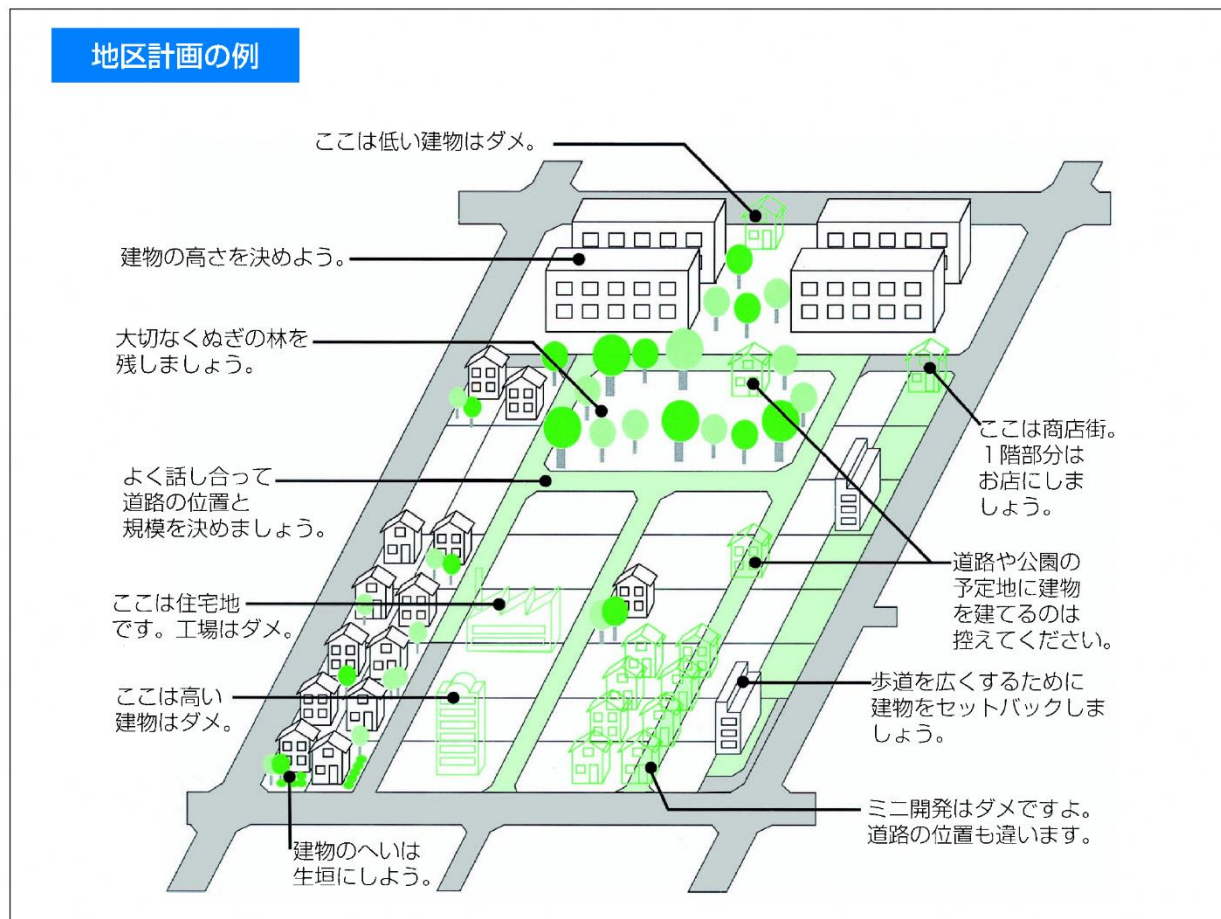 地区計画の例
ここは低い建物はダメ。
建物の高さを決めよう。
大切なくぬぎの林を
残しましょう。
ここは商店街。
１階部分は
お店にしま
しょう。
よく話し合って
道路の位置と
規模を決めましょう。
道路や公園の
予定地に建物
を建てるのは
控えてください。
ここは住宅地
です。工場はダメ。
ここは高い
建物はダメ。
歩道を広くするために
建物をセットバックしま
しょう。
ミニ開発はダメですよ。
道路の位置も違います。
建物のへいは
生垣にしよう。